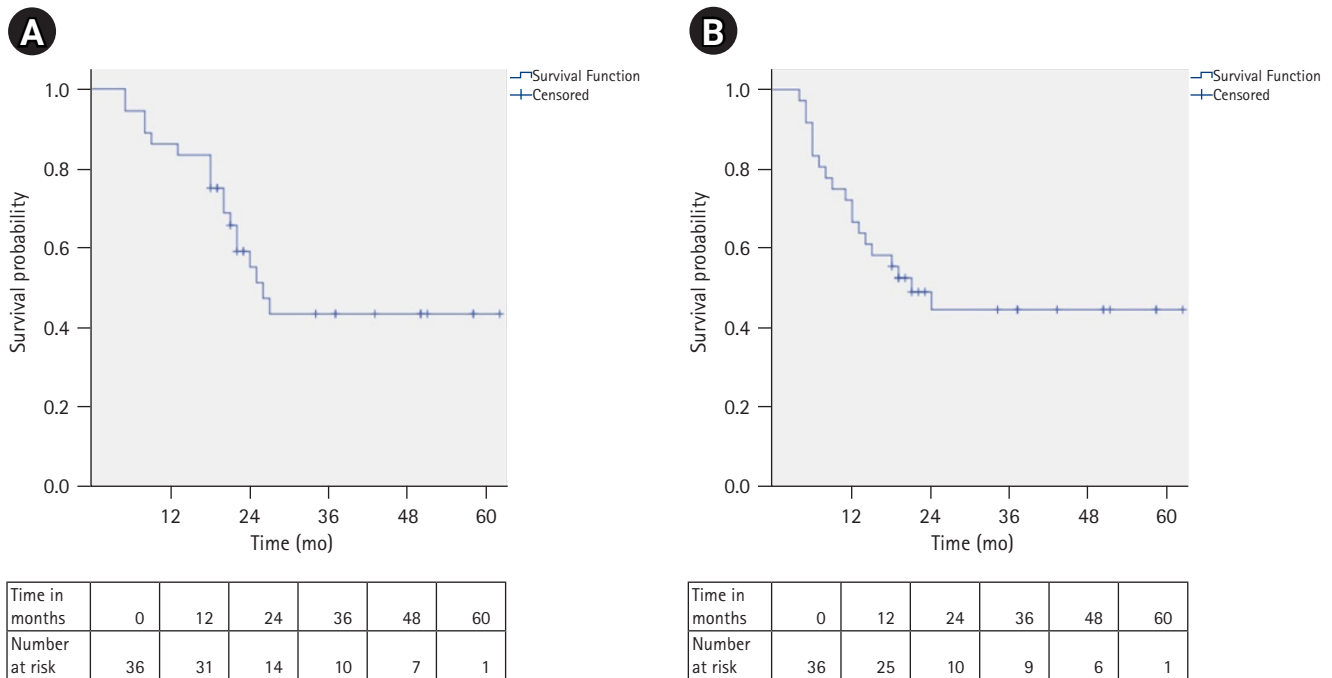 A
1.0
0.8
0.6
0.4
0.2
0.0
Survival probability
12 24 36 48 60
Time (mo)
Survival Function
Censored
Time in
months 0 12 24 36 48 60
Number
at risk 36 31 14 10 7 1
B
1.0
0.8
0.6
0.4
0.2
0.0
Survival probability
12 24 36 48 60
Time (mo)
Survival Function
Censored
Time in
months 0 12 24 36 48 60
Number
at risk 36 25 10 9 6 1